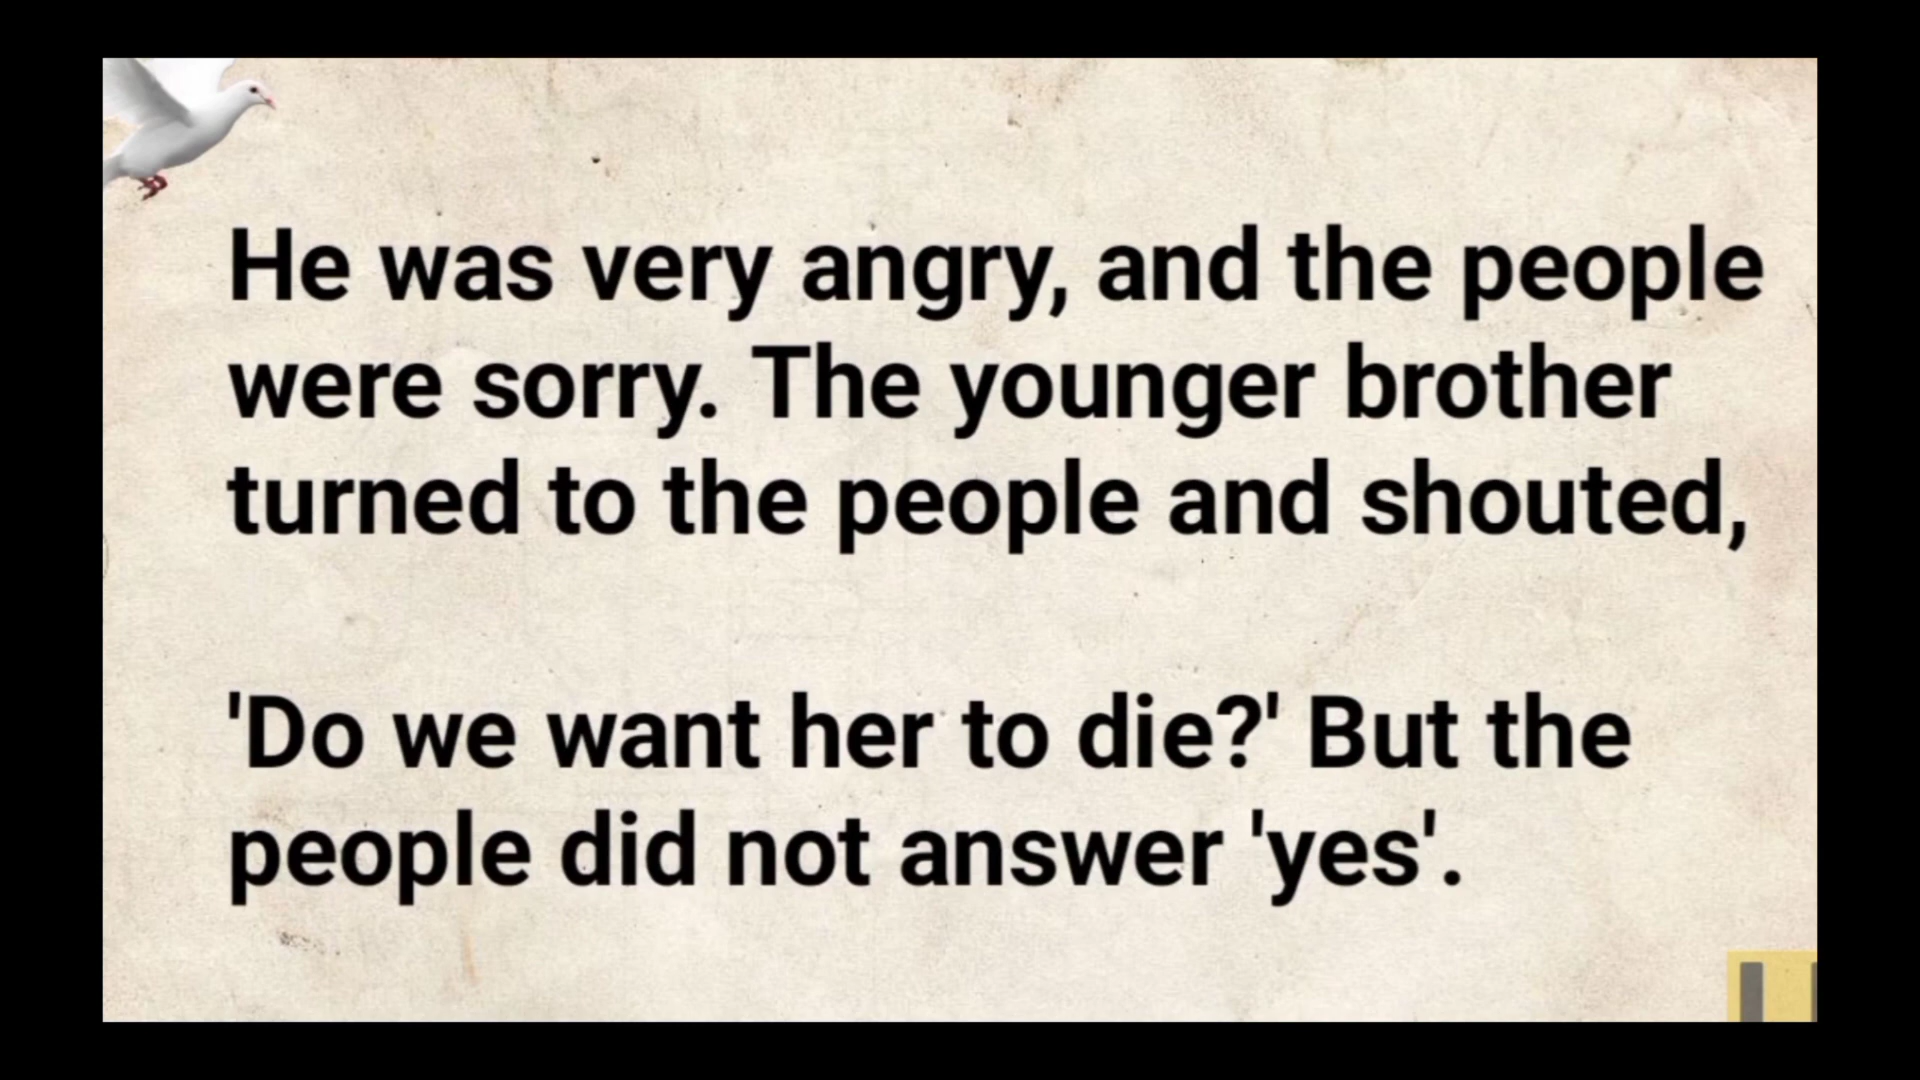 He was very angry, and the people
were sorry. The younger brother
turned to the people and shouted,
'Do we want her to die?' But the
people did not answer 'yes'.